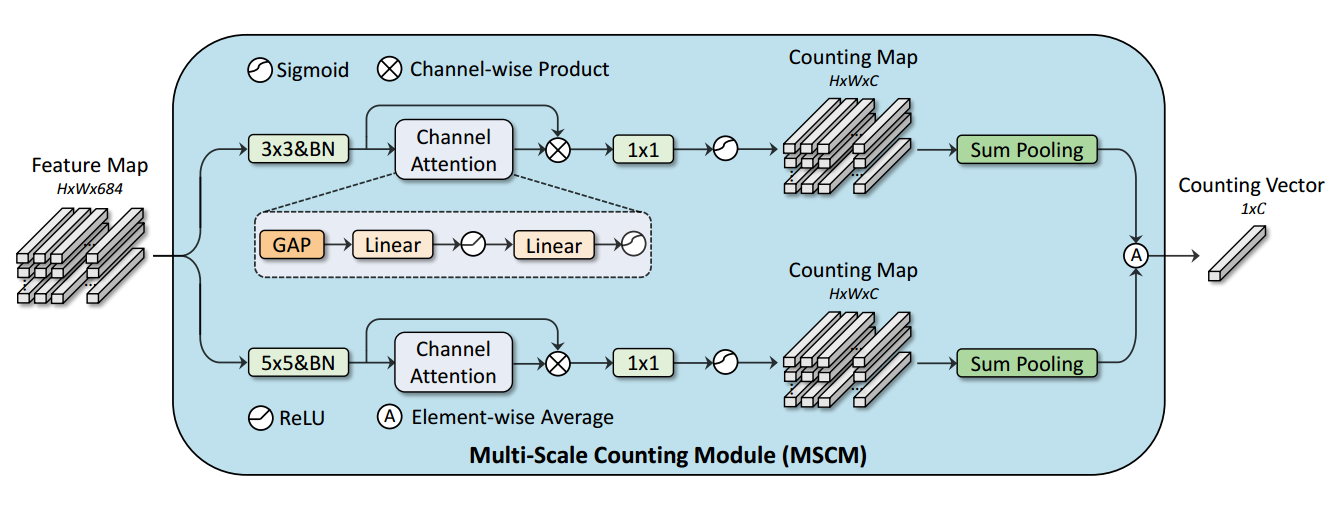 Sigmoid
Channel-wise Product
Counting Map
HxWxC
3x3&BN
Channel
Attention
1x1
Sum Pooling
Feature Map
HxWx684
...
Counting Vector
1xC
GAP
Linear
Linear
A
Counting Map
HxWxC
5x5&BN
Channel
Attention
1x1
Sum Pooling
ReLU
A
Element-wise Average
Multi-Scale Counting Module (MSCM)